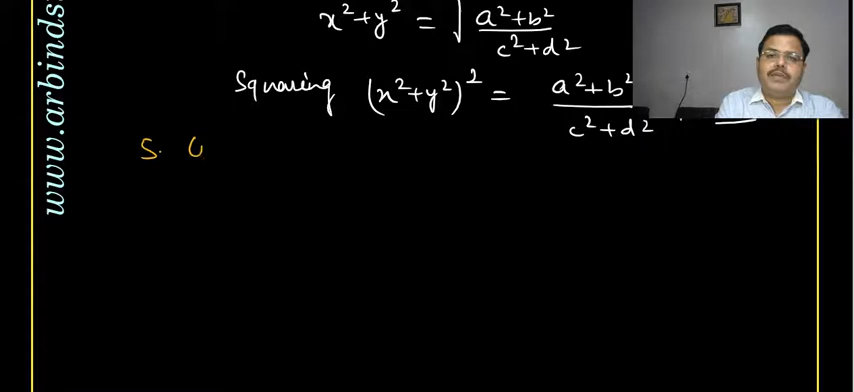 www.arbinds
x²+y² = √((a²+b²)/(c²+d²))
Squaring (x²+y²)² = (a²+b²)/(c²+d²) .
S. C